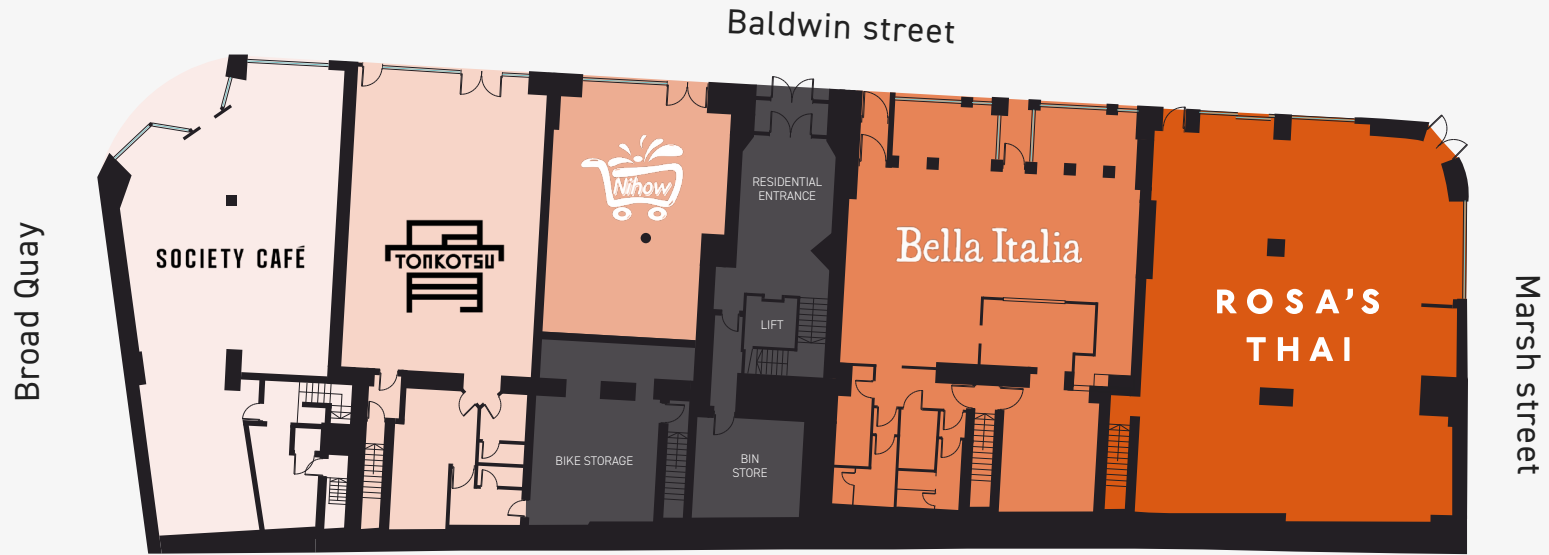 Baldwin street
Broad Quay
SOCIETY CAFÉ
TONKOTSU
Nihow
RESIDENTIAL
ENTRANCE
LIFT
BIKE STORAGE
BIN
STORE
Bella Italia
ROSA'S
THAI
Marsh street